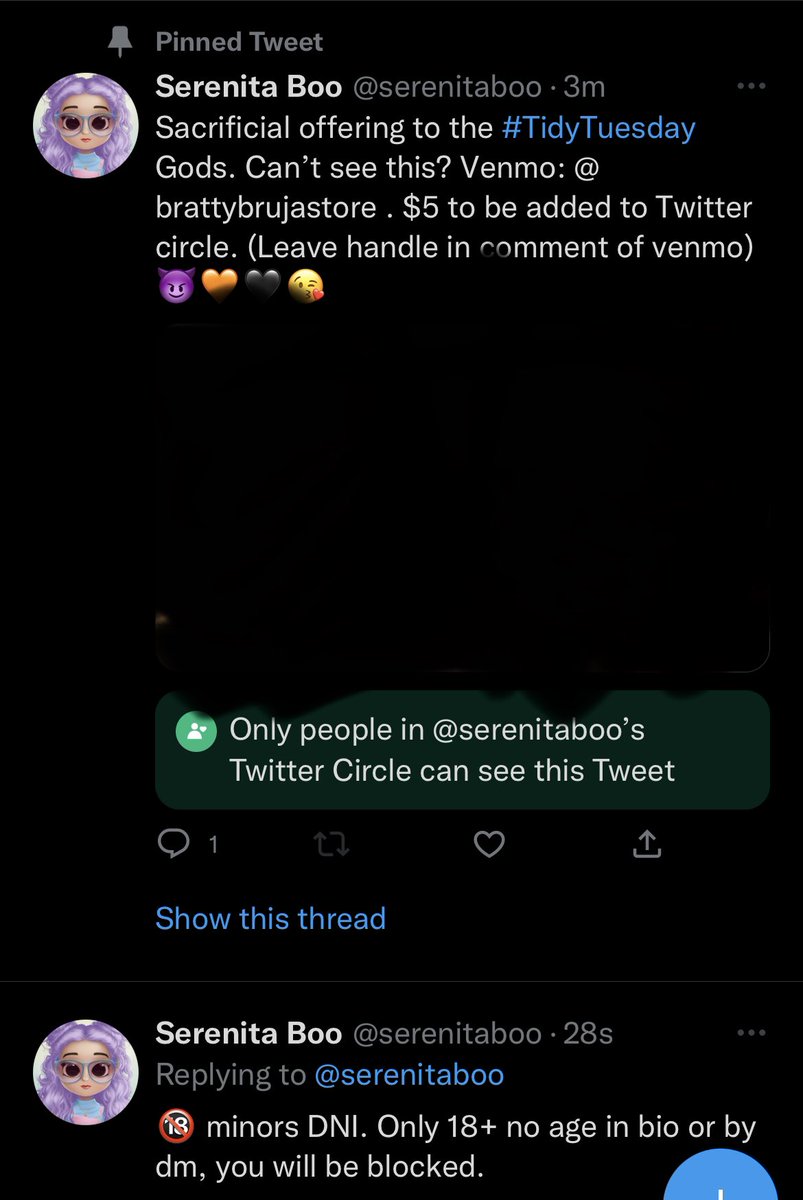 Pinned Tweet
Serenita Boo @serenitaboo · 3m
Sacrificial offering to the #TidyTuesday
Gods. Can’t see this? Venmo: @
brattybrujastore . $5 to be added to Twitter
circle. (Leave handle in comment of venmo)
😈🧡🖤😘
Only people in @serenitaboo’s
Twitter Circle can see this Tweet
1
Show this thread
Serenita Boo @serenitaboo · 28s
Replying to @serenitaboo
🔞 minors DNI. Only 18+ no age in bio or by
dm, you will be blocked.